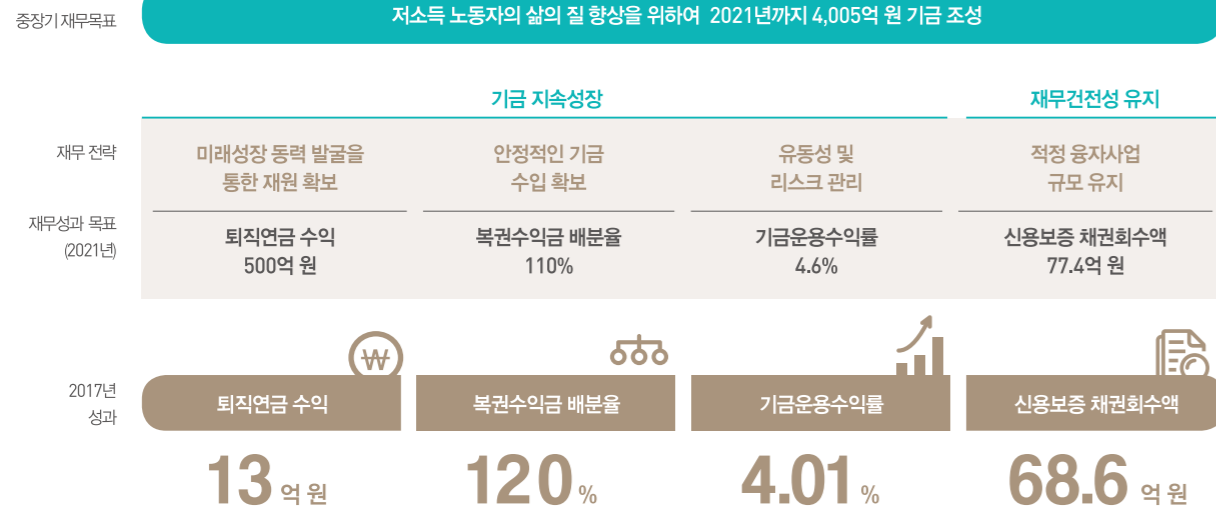 중장기 재무목표
저소득 노동자의 삶의 질 향상을 위하여 2021년까지 4,005억 원 기금 조성
기금 지속성장
재무건전성 유지
재무 전략
미래성장 동력 발굴을
통한 재원 확보
안정적인 기금
수입 확보
유동성 및
리스크 관리
적정 융자사업
규모 유지
재무성과 목표
(2021년)
퇴직연금 수익
500억 원
복권수익금 배분율
110%
기금운용수익률
4.6%
신용보증 채권회수액
77.4억 원
2017년
성과
₩
퇴직연금 수익
복권수익금 배분율
기금운용수익률
신용보증 채권회수액
13 억 원
120 %
4.01 %
68.6 억 원